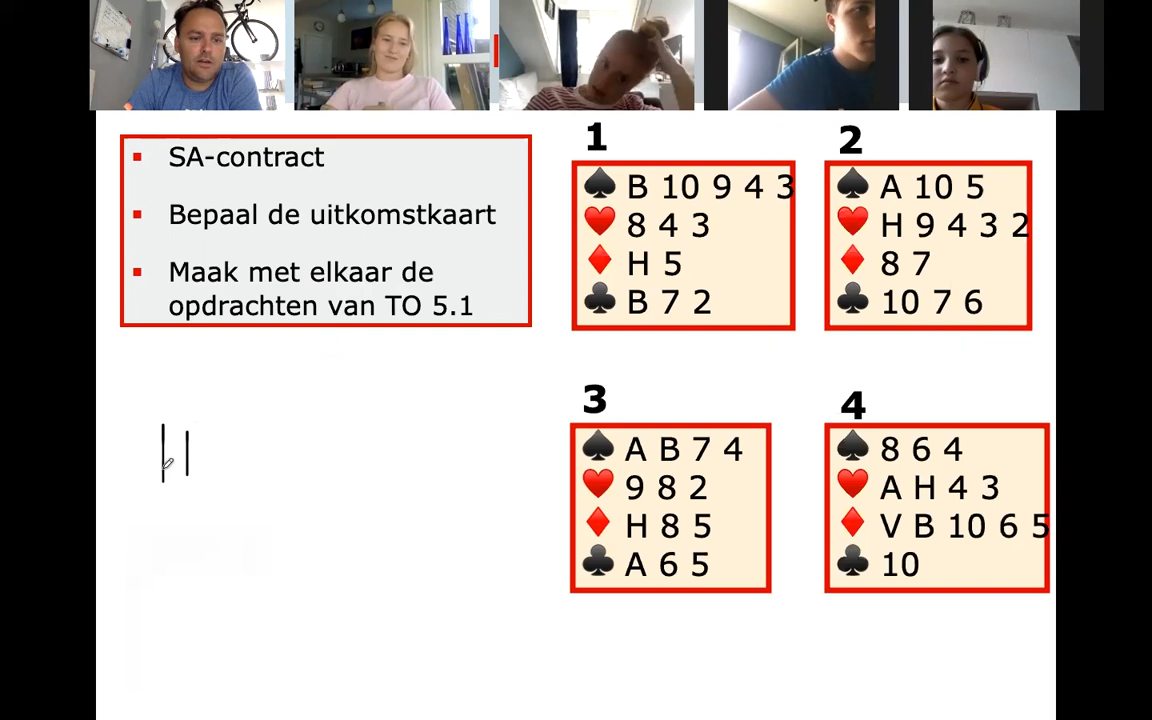 SA-contract
Bepaal de uitkomstkaart
Maak met elkaar de
opdrachten van TO 5.1
1
♠ B 10 9 4 3
♥ 8 4 3
♦ H 5
♣ B 7 2
2
♠ A 10 5
♥ H 9 4 3 2
♦ 8 7
♣ 10 7 6
3
♠ A B 7 4
♥ 9 8 2
♦ H 8 5
♣ A 6 5
4
♠ 8 6 4
♥ A H 4 3
♦ V B 10 6 5
♣ 10